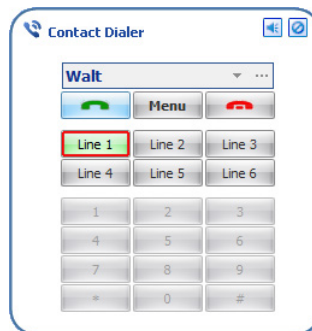 Contact Dialer
Walt
Menu
Line 1 Line 2 Line 3
Line 4 Line 5 Line 6
1 2 3
4 5 6
7 8 9
* 0 #